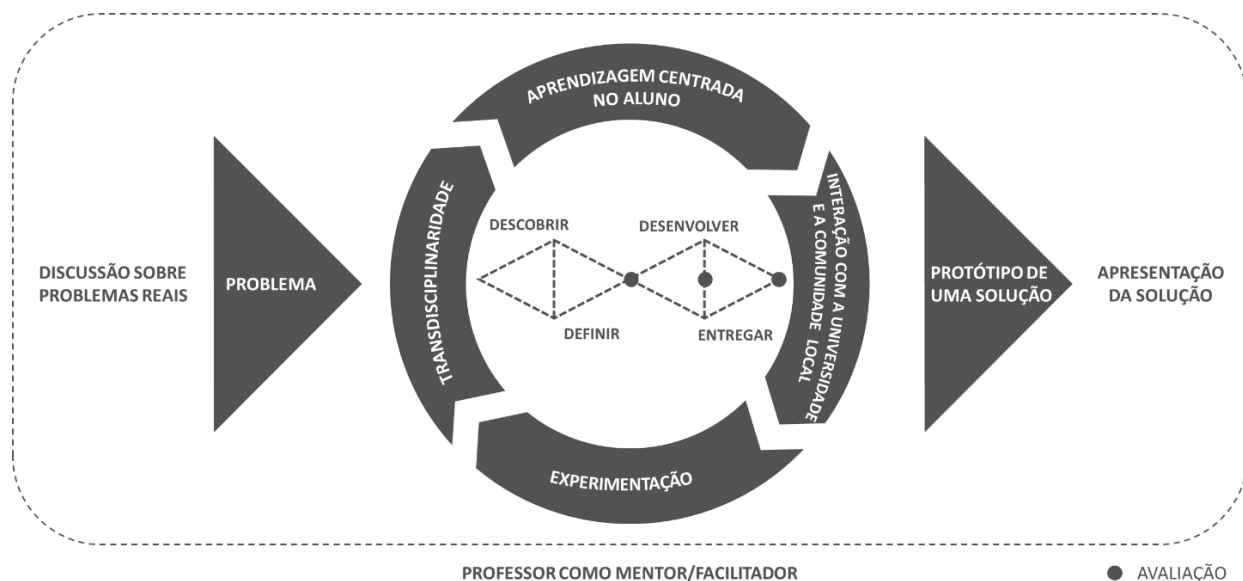 APRENDIZAGEM CENTRADA
NO ALUNO
INTERAÇÃO COM A UNIVERSIDADE
E A COMUNIDADE LOCAL
TRANSDISCIPLINARIDADE
EXPERIMENTAÇÃO
DESCOBRIR
DESENVOLVER
DEFINIR
ENTREGAR
DISCUSSÃO SOBRE
PROBLEMAS REAIS
PROBLEMA
PROTÓTIPO DE
UMA SOLUÇÃO
APRESENTAÇÃO
DA SOLUÇÃO
PROFESSOR COMO MENTOR/FACILITADOR
AVALIAÇÃO